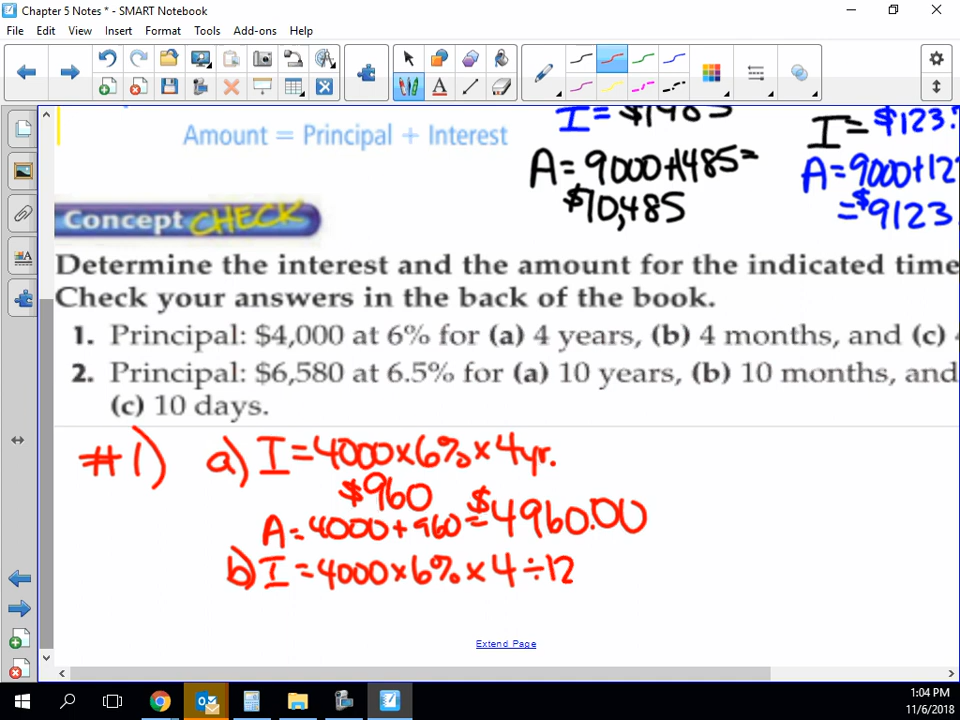 Chapter 5 Notes * - SMART Notebook
File Edit View Insert Format Tools Add-ons Help
I = $1485
I = $123.
Amount = Principal + Interest
A = 9000+1485=
$10,485
A=9000+12
=$9123
Concept CHECK
Determine the interest and the amount for the indicated time
Check your answers in the back of the book.
1. Principal: $4,000 at 6% for (a) 4 years, (b) 4 months, and (c)
2. Principal: $6,580 at 6.5% for (a) 10 years, (b) 10 months, and
(c) 10 days.
#1) a) I=4000×6%×4yr.
$960
A=4000+960=$4960.00
b) I=4000×6%×4÷12
Extend Page
1:04 PM
11/6/2018